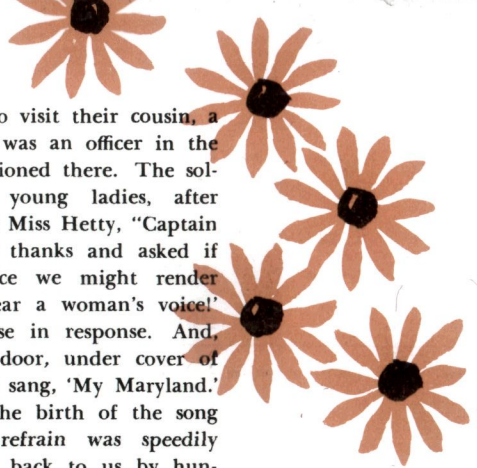 o visit their cousin, a
was an officer in the
ioned there. The sol-
young ladies, after
Miss Hetty, “Captain
thanks and asked if
ce we might render
ear a woman's voice!'
se in response. And,
door, under cover of
sang, 'My Maryland.'
he birth of the song
refrain was speedily
back to us by hun-